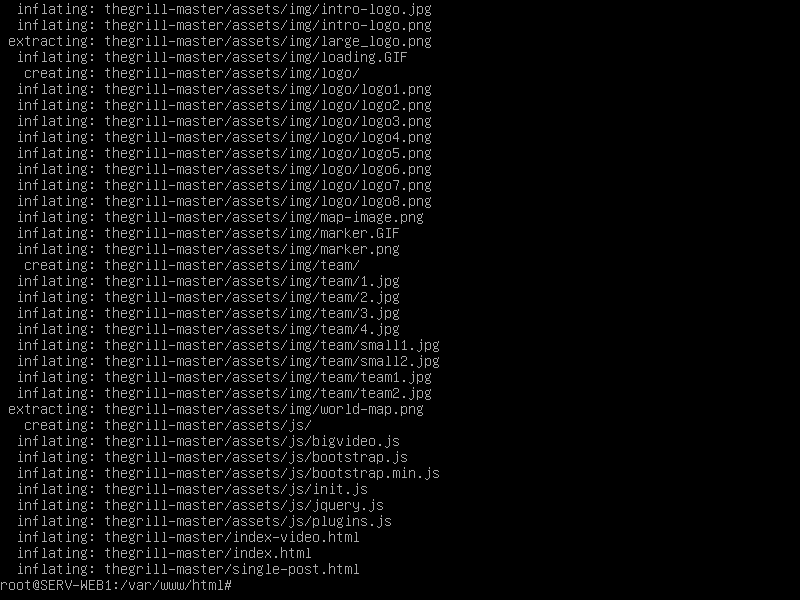 inflating: thegrill-master/assets/img/intro-logo.jpg
inflating: thegrill-master/assets/img/intro-logo.png
extracting: thegrill-master/assets/img/large_logo.png
inflating: thegrill-master/assets/img/loading.GIF
creating: thegrill-master/assets/img/logo/
inflating: thegrill-master/assets/img/logo/logo1.png
inflating: thegrill-master/assets/img/logo/logo2.png
inflating: thegrill-master/assets/img/logo/logo3.png
inflating: thegrill-master/assets/img/logo/logo4.png
inflating: thegrill-master/assets/img/logo/logo5.png
inflating: thegrill-master/assets/img/logo/logo6.png
inflating: thegrill-master/assets/img/logo/logo7.png
inflating: thegrill-master/assets/img/logo/logo8.png
inflating: thegrill-master/assets/img/map-image.png
inflating: thegrill-master/assets/img/marker.GIF
inflating: thegrill-master/assets/img/marker.png
creating: thegrill-master/assets/img/team/
inflating: thegrill-master/assets/img/team/1.jpg
inflating: thegrill-master/assets/img/team/2.jpg
inflating: thegrill-master/assets/img/team/3.jpg
inflating: thegrill-master/assets/img/team/4.jpg
inflating: thegrill-master/assets/img/team/small1.jpg
inflating: thegrill-master/assets/img/team/small2.jpg
inflating: thegrill-master/assets/img/team/team1.jpg
inflating: thegrill-master/assets/img/team/team2.jpg
extracting: thegrill-master/assets/img/world-map.png
creating: thegrill-master/assets/js/
inflating: thegrill-master/assets/js/bigvideo.js
inflating: thegrill-master/assets/js/bootstrap.js
inflating: thegrill-master/assets/js/bootstrap.min.js
inflating: thegrill-master/assets/js/init.js
inflating: thegrill-master/assets/js/jquery.js
inflating: thegrill-master/assets/js/plugins.js
inflating: thegrill-master/index-video.html
inflating: thegrill-master/index.html
inflating: thegrill-master/single-post.html
root@SERV-WEB1:/var/www/html#